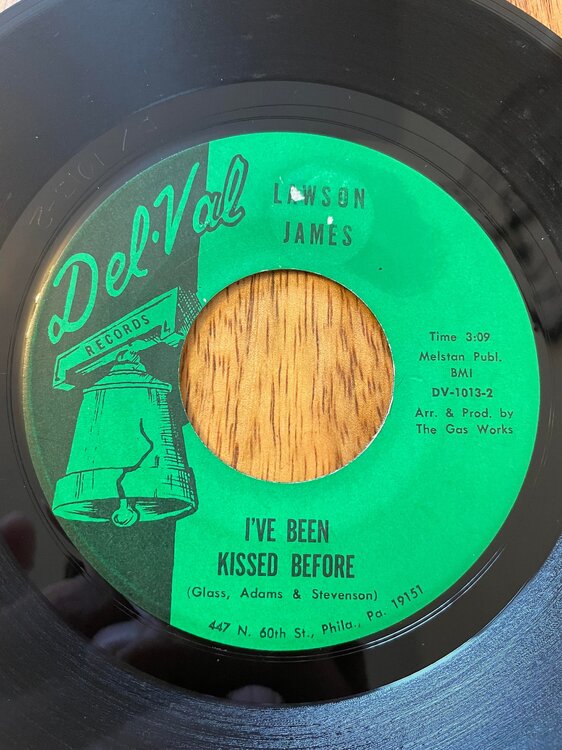 Del-Val
RECORDS
LAWSON
JAMES
Time 3:09
Melstan Publ.
BMI
DV-1013-2
Arr. & Prod. by
The Gas Works
I'VE BEEN
KISSED BEFORE
(Glass, Adams & Stevenson)
447 N. 60th St., Phila., Pa. 19151